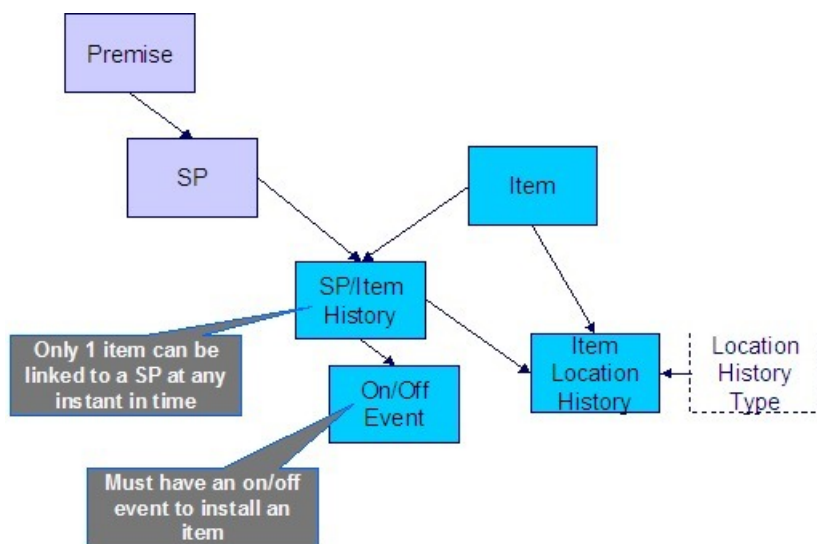 Premise
SP
Item
SP/Item
History
Only 1 item can be
linked to a SP at any
instant in time
Item
Location
History
Location
History
Type
On/Off
Event
Must have an on/off
event to install an
item